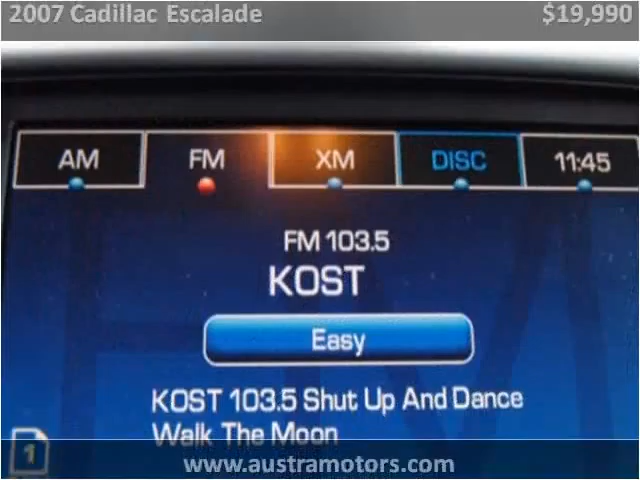 2007 Cadillac Escalade $19,990
AM FM XM DISC 11:45
FM 103.5
KOST
Easy
KOST 103.5 Shut Up And Dance
Walk The Moon
1
www.austramotors.com